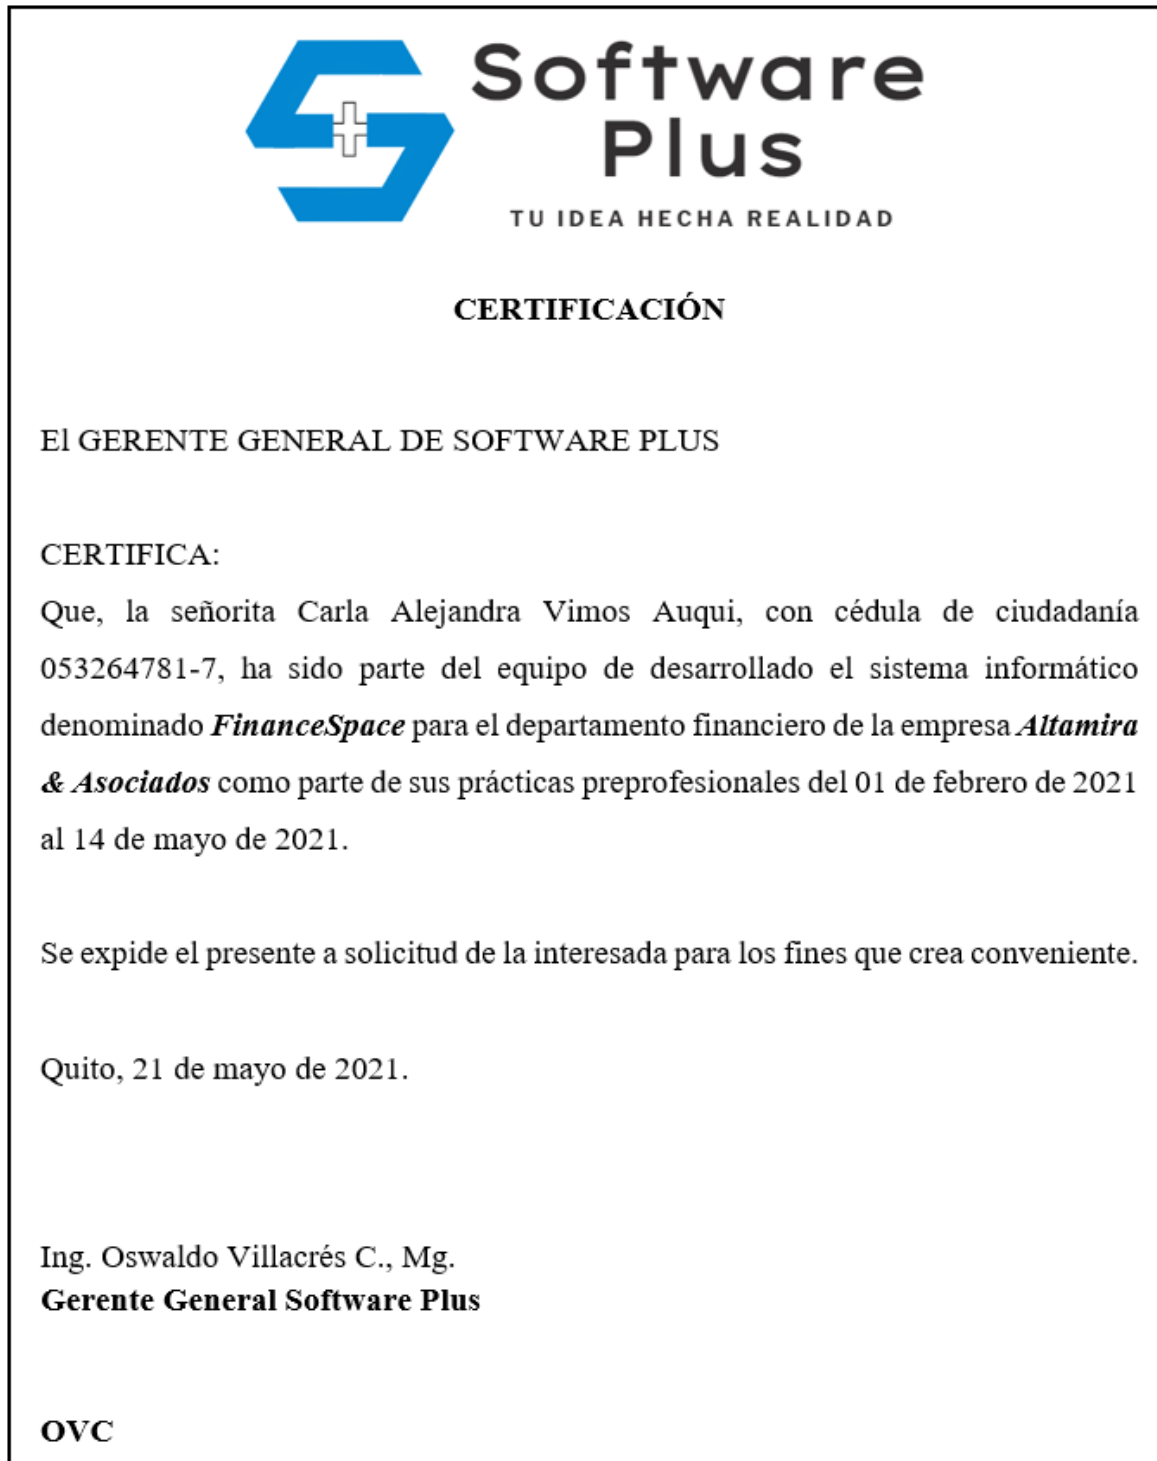 Software
Plus
TU IDEA HECHA REALIDAD
CERTIFICACIÓN
El GERENTE GENERAL DE SOFTWARE PLUS
CERTIFICA:
Que, la señorita Carla Alejandra Vimos Auqui, con cédula de ciudadanía
053264781-7, ha sido parte del equipo de desarrollado el sistema informático
denominado FinanceSpace para el departamento financiero de la empresa Altamira
& Asociados como parte de sus prácticas preprofesionales del 01 de febrero de 2021
al 14 de mayo de 2021.
Se expide el presente a solicitud de la interesada para los fines que crea conveniente.
Quito, 21 de mayo de 2021.
Ing. Oswaldo Villacrés C., Mg.
Gerente General Software Plus
OVC